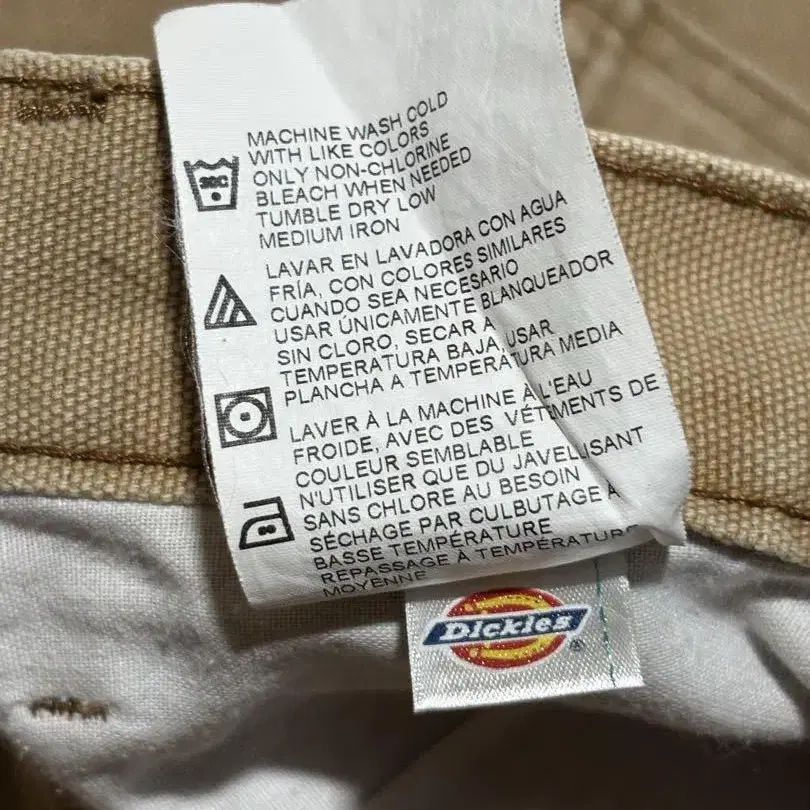 MACHINE WASH COLD
WITH LIKE COLORS
ONLY NON-CHLORINE
BLEACH WHEN NEEDED
TUMBLE DRY LOW
MEDIUM IRON
30C
LAVAR EN LAVADORA CON AGUA
FRÍA, CON COLORES SIMILARES
CUANDO SEA NECESARIO
USAR ÚNICAMENTE BLANQUEADOR
SIN CLORO, SECAR A
TEMPERATURA BAJA, USAR
PLANCHA A TEMPERATURA MEDIA
LAVER À LA MACHINE À L'EAU
FROIDE, AVEC DES VÉTMENTS DE
COULEUR SEMBLABLE
N'UTILISER QUE DU JAVELLISANT
SANS CHLORE AU BESOIN
SÉCHAGE PAR CULBUTAGE À
BASSE TEMPÉRATURE
REPASSAGE À TEMPÉRATURE
MOYENNE
Dickies®